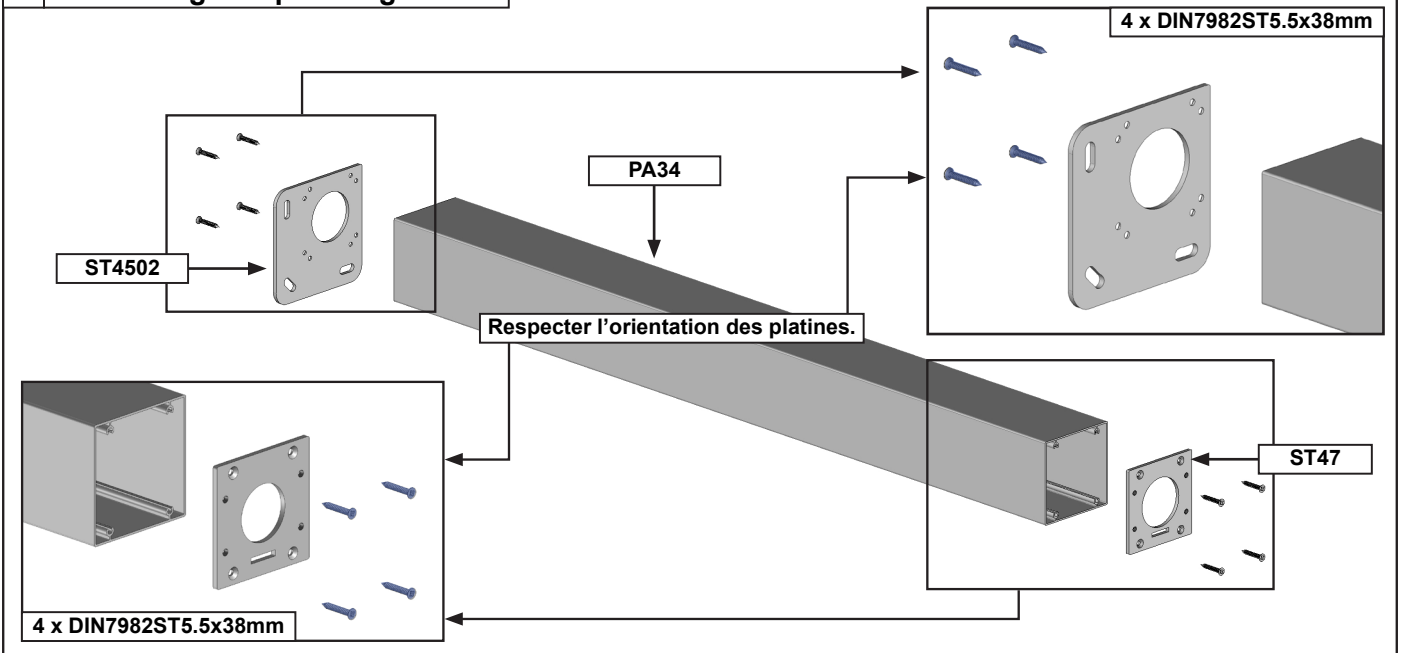 4 x DIN7982ST5.5x38mm
PA34
ST4502
Respecter l’orientation des platines.
ST47
4 x DIN7982ST5.5x38mm